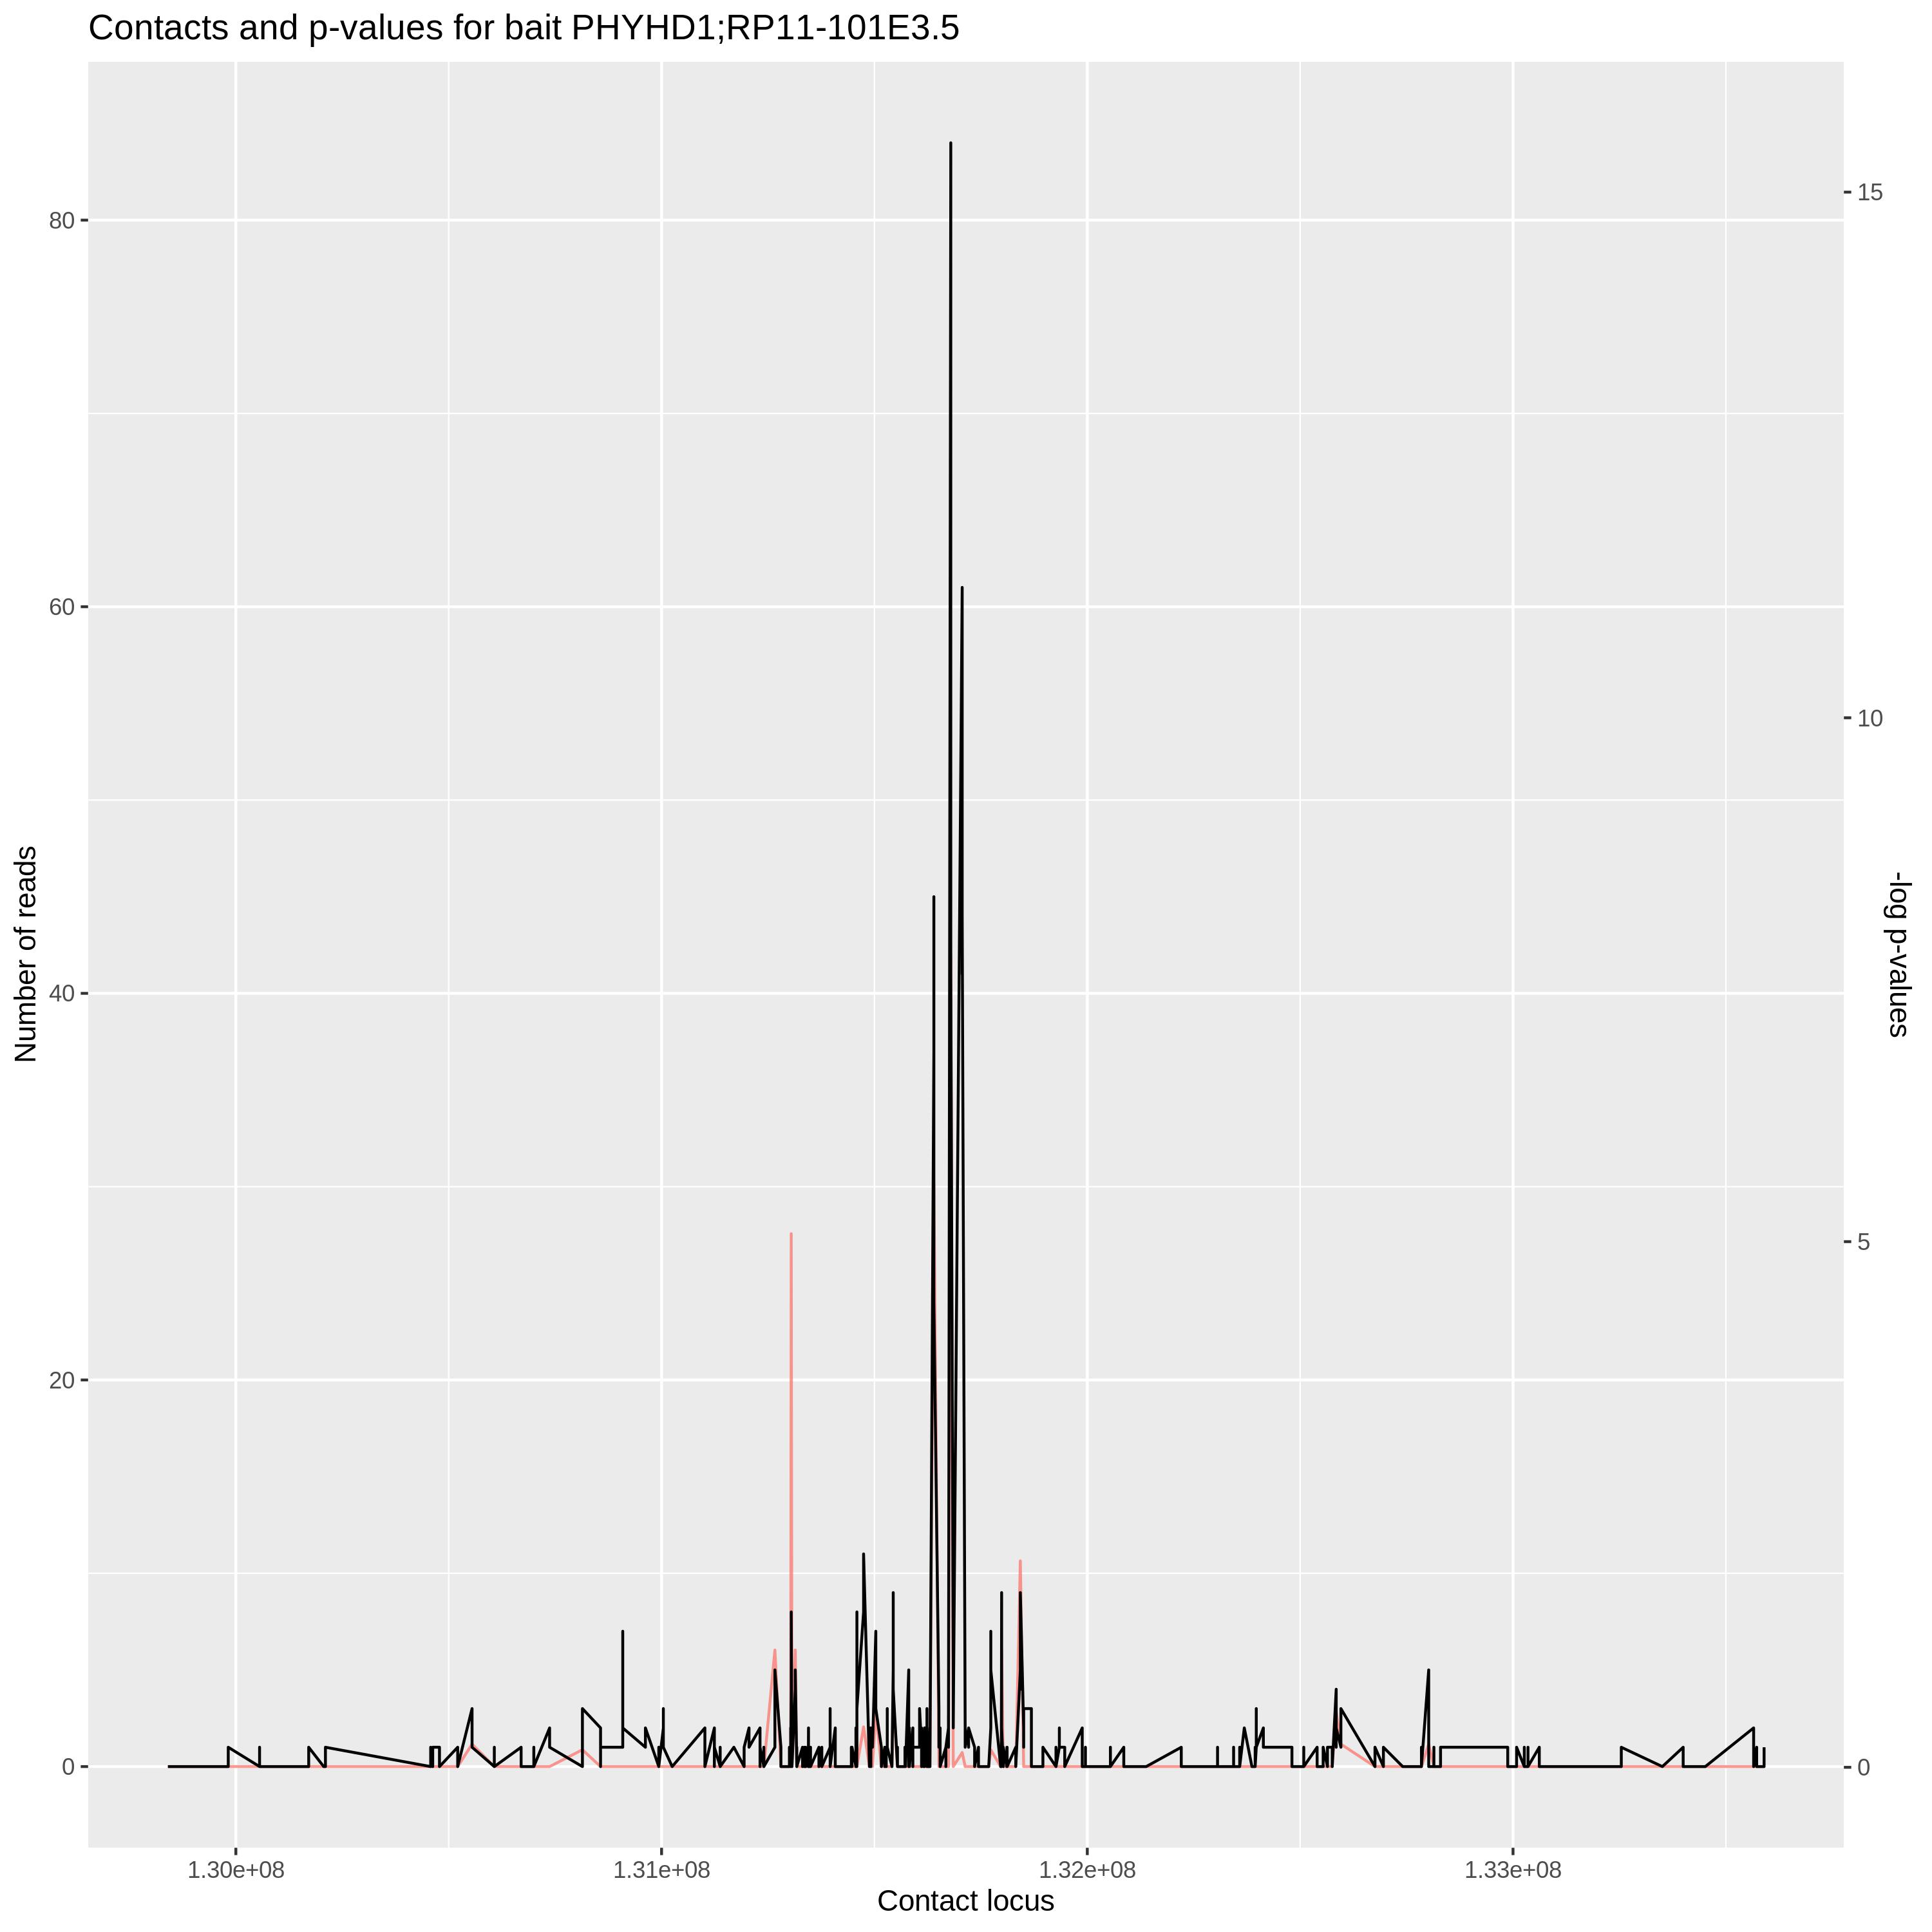 Contacts and p-values for bait PHYHD1;RP11-101E3.5
80
60
40
20
0
Number of reads
15
10
5
0
-log p-values
1.30e+08
1.31e+08
1.32e+08
1.33e+08
Contact locus